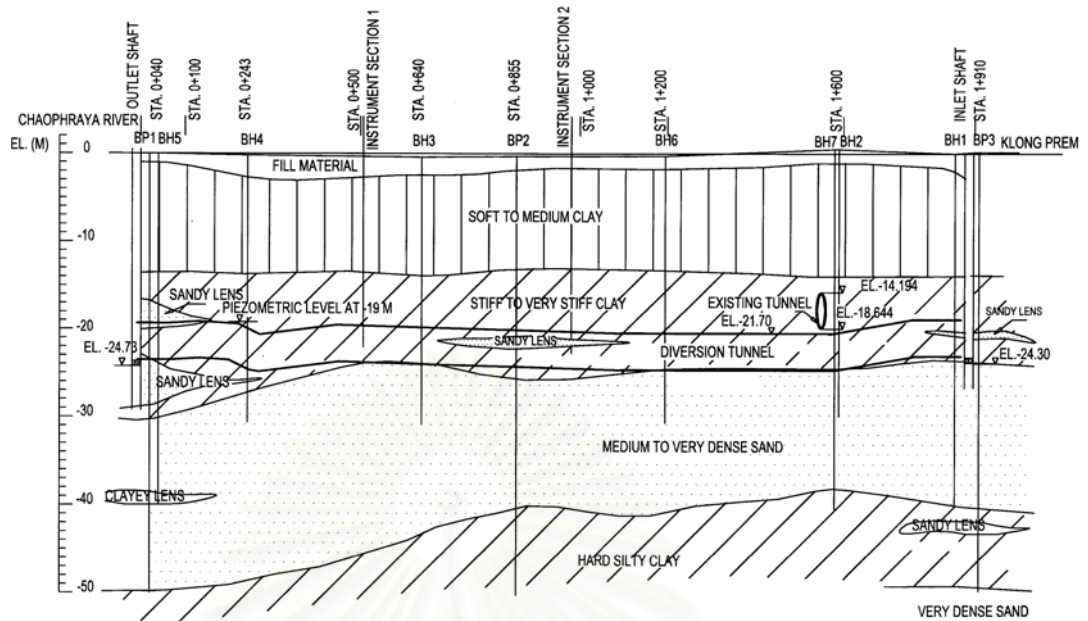 OUTLET SHAFT
STA. 0+040
STA. 0+100
STA. 0+243
STA. 0+500
INSTRUMENT SECTION 1
STA. 0+640
STA. 0+855
INSTRUMENT SECTION 2
STA. 1+000
STA. 1+200
STA. 1+600
INLET SHAFT
STA. 1+910
CHAOPHRAYA RIVER
BP1 BH5 BH4 BH3 BP2 BH6 BH7 BH2 BH1 BP3 KLONG PREM
EL. (M)
0
FILL MATERIAL
SOFT TO MEDIUM CLAY
-10
EL.-14.194
SANDY LENS
PIEZOMETRIC LEVEL AT -19 M
STIFF TO VERY STIFF CLAY
EXISTING TUNNEL
EL.-18.644
SANDY LENS
-20
EL.-21.70
SANDY LENS
EL.-24.73
DIVERSION TUNNEL
EL.-24.30
SANDY LENS
-30
MEDIUM TO VERY DENSE SAND
CLAYEY LENS
-40
SANDY LENS
HARD SILTY CLAY
-50
VERY DENSE SAND